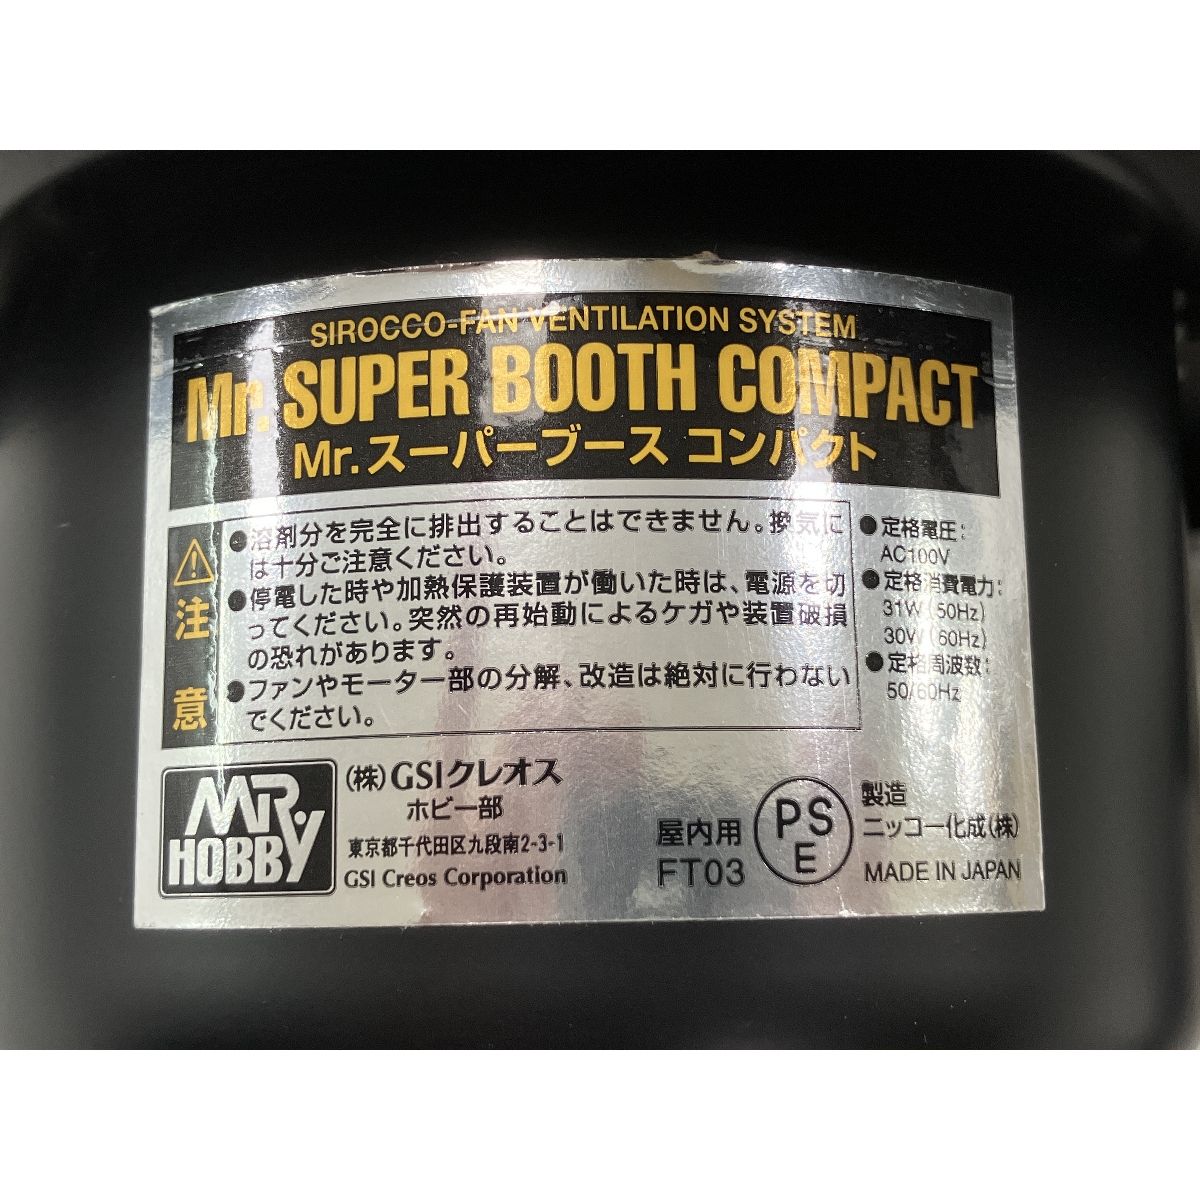 SIROCCO-FAN VENTILATION SYSTEM
Mr. SUPER BOOTH COMPACT
Mr.スーパーブース コンパクト
注意
●溶剤分を完全に排出することはできません。換気に
は十分ご注意ください。
●停電した時や加熱保護装置が働いた時は、電源を切
ってください。突然の再始動によるケガや装置破損
の恐れがあります。
●ファンやモーター部の分解、改造は絶対に行わない
でください。
●定格電圧:
AC100V
●定格消費電力:
31W(50Hz)
30W(60Hz)
●定格周波数:
50/60Hz
MR.
HOBBY
(株)GSIクレオス
ホビー部
東京都千代田区九段南2-3-1
GSI Creos Corporation
屋内用
FT03
PS
E
製造
ニッコー化成(株)
MADE IN JAPAN